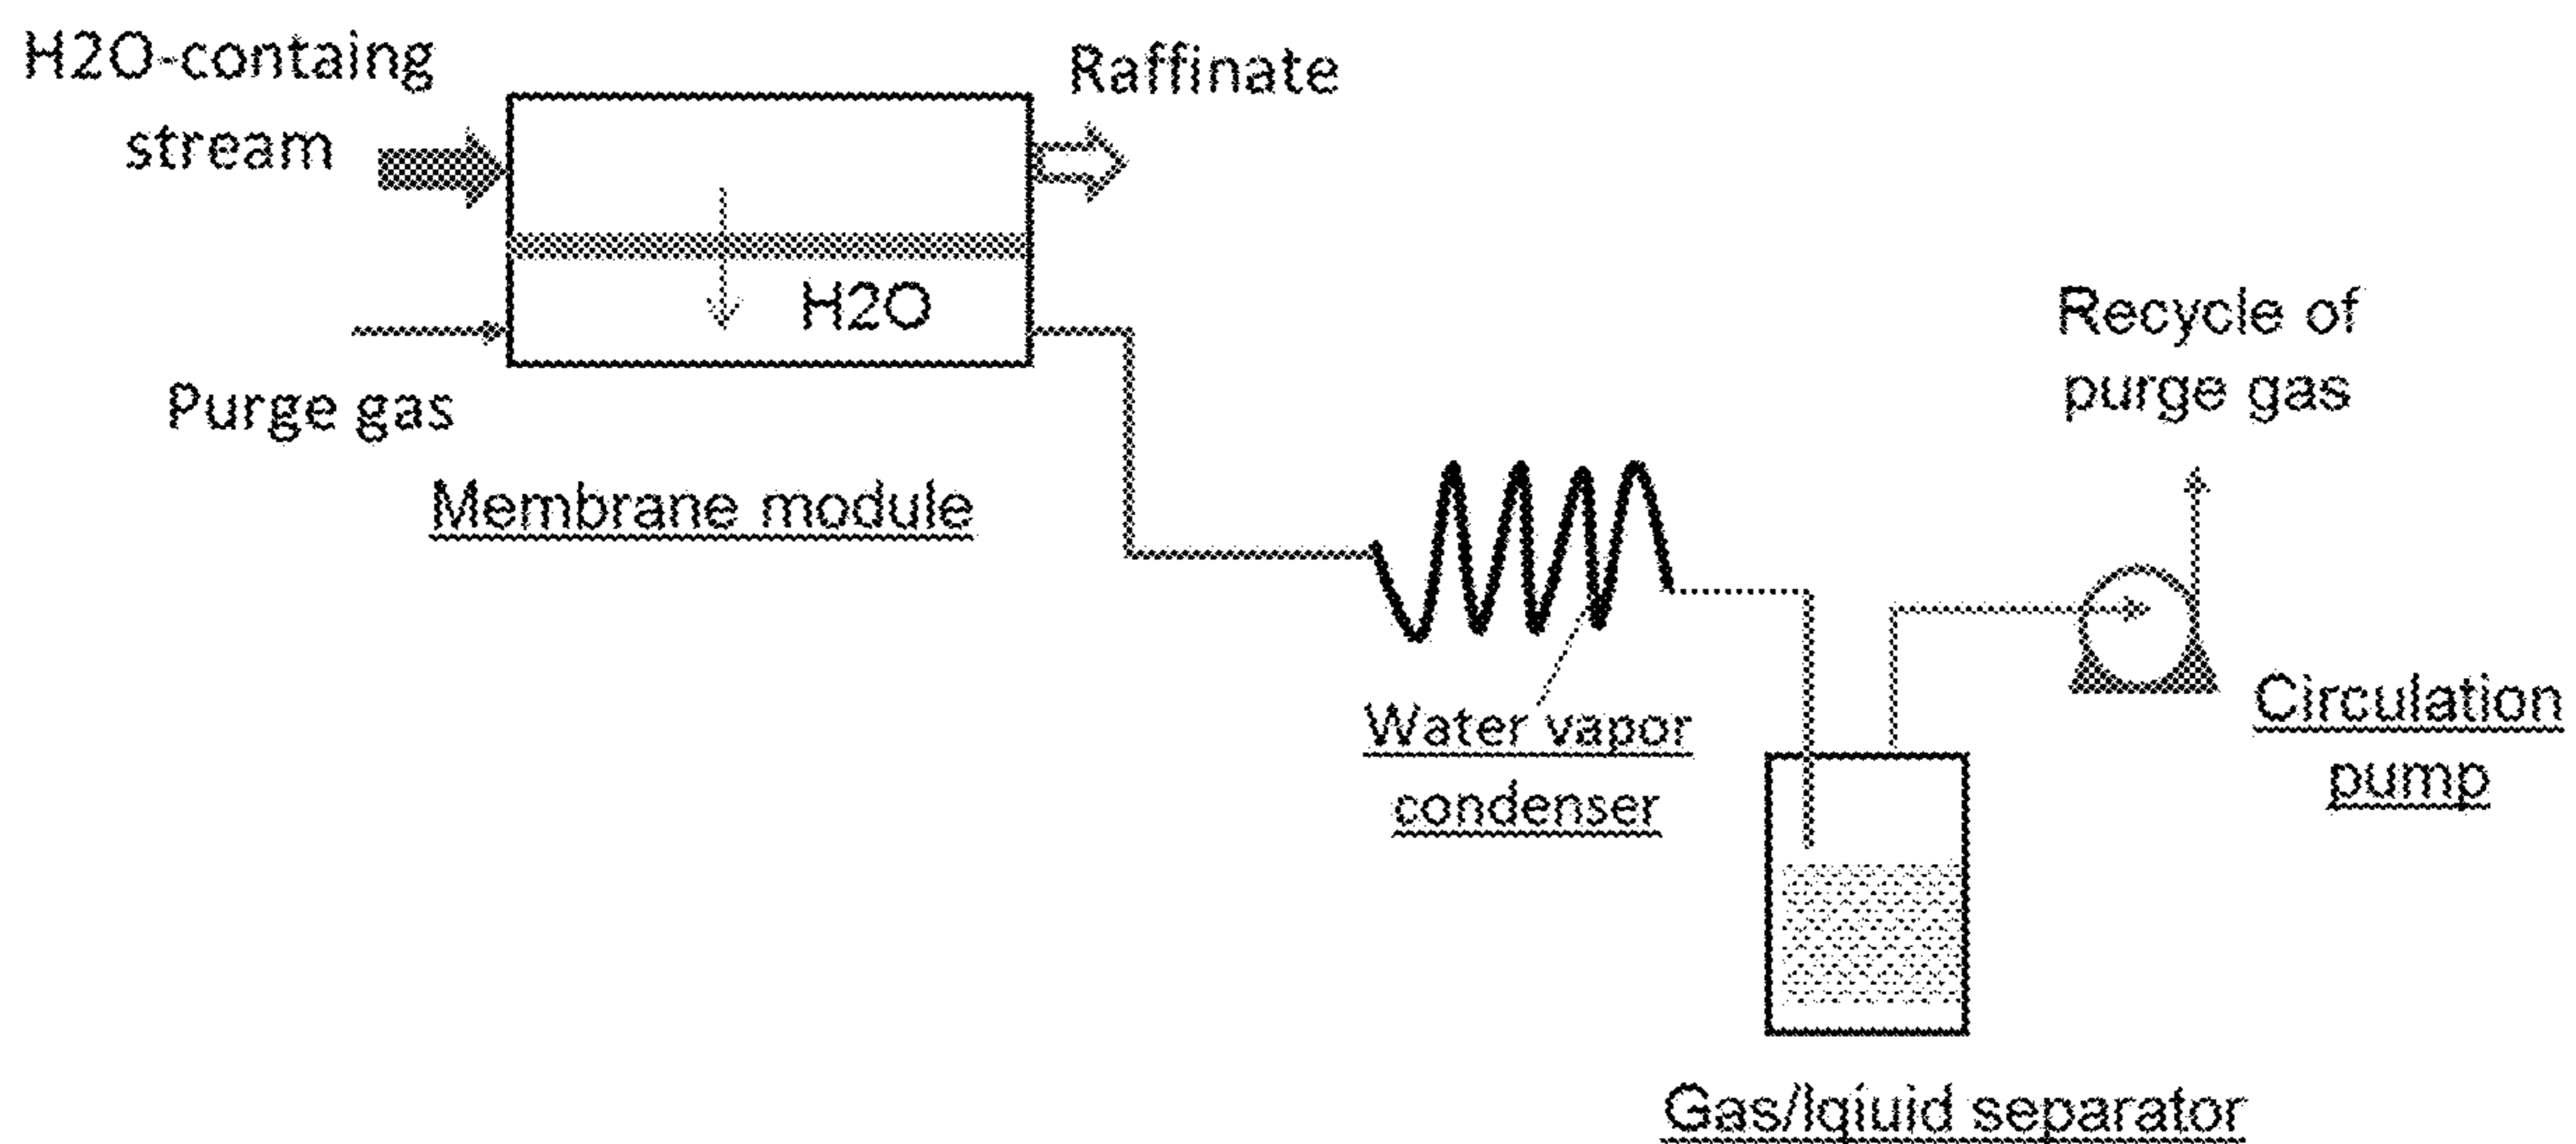 H2O-containg
stream
Raffinate
H2O
Purge gas
Membrane module
Recycle of
purge gas
Water vapor
condenser
Circulation
pump
Gas/lqiuid separator